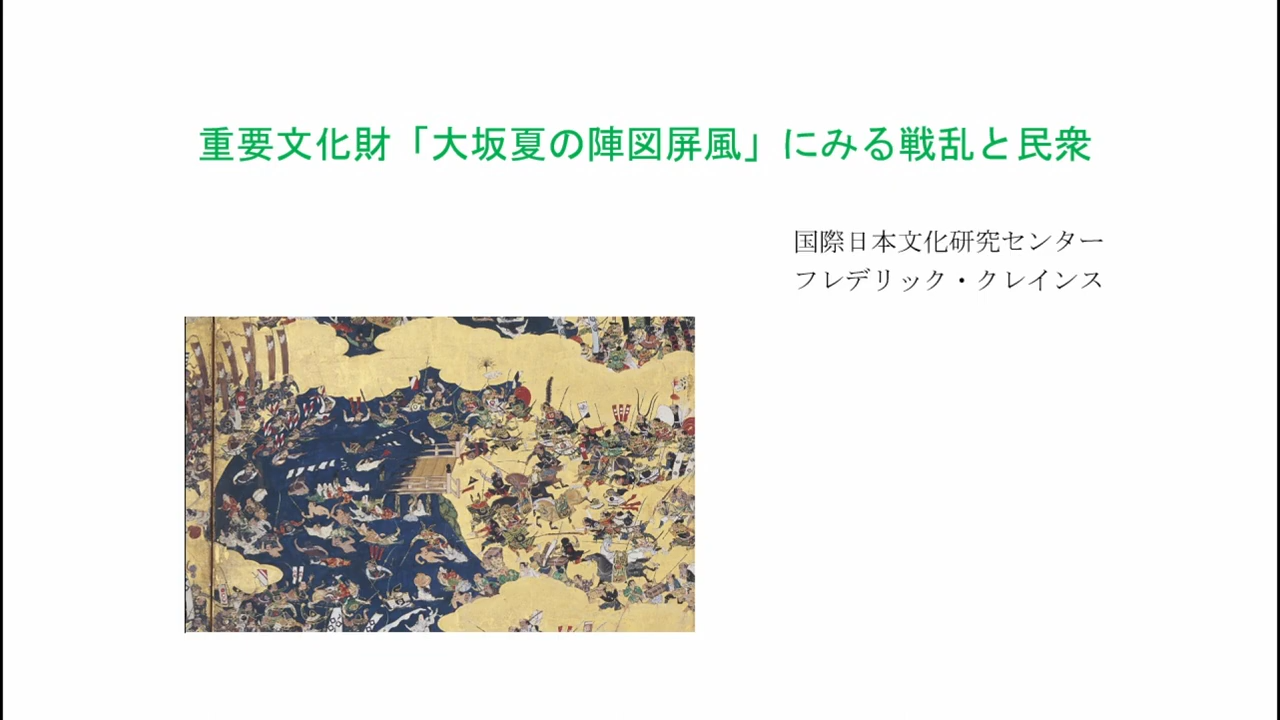 重要文化財「大坂夏の陣図屏風」にみる戦乱と民衆
国際日本文化研究センター
フレデリック・クレインス